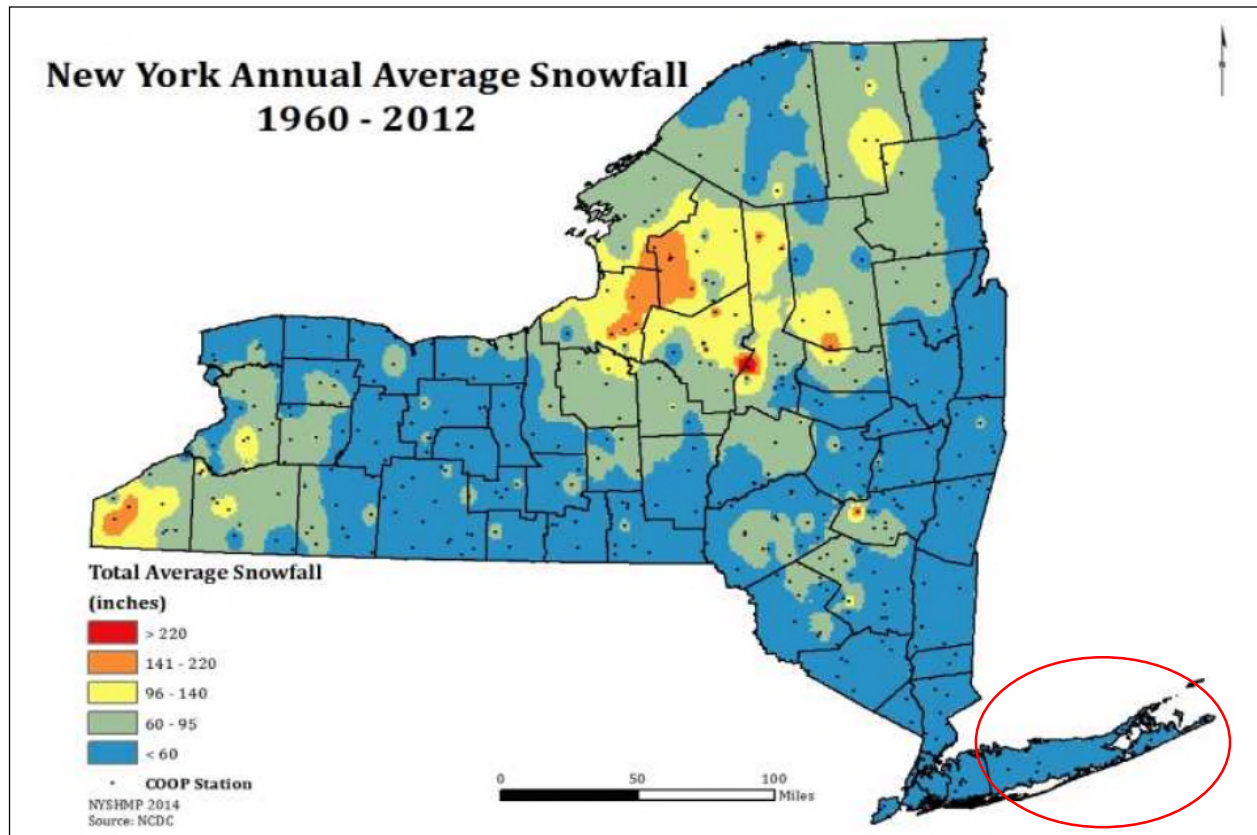 New York Annual Average Snowfall
1960 - 2012
Total Average Snowfall
(inches)
> 220
141 - 220
96 - 140
60 - 95
< 60
COOP Station
NYSHMP 2014
Source: NCDC
0 50 100
Miles